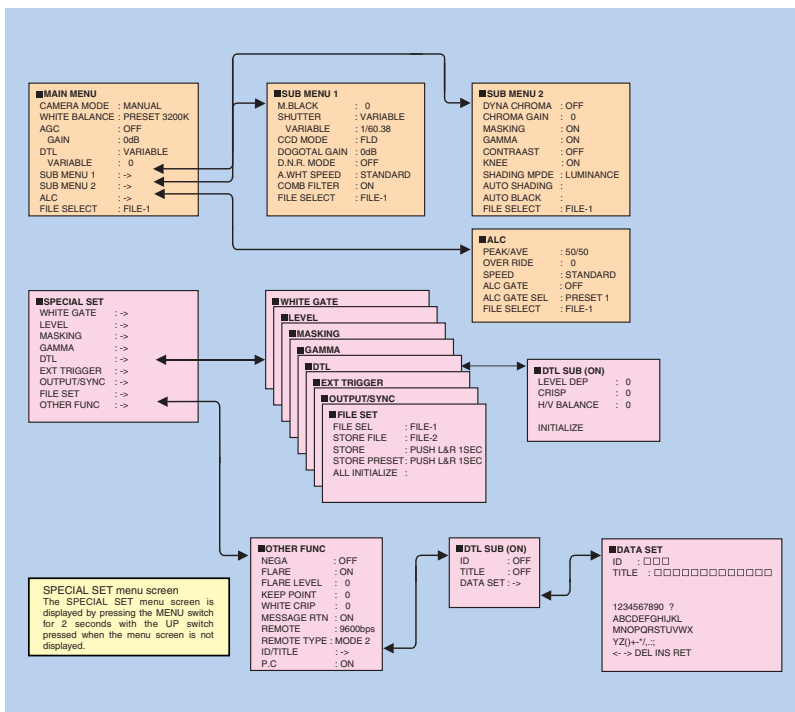 ■MAIN MENU
CAMERA MODE : MANUAL
WHITE BALANCE : PRESET 3200K
AGC : OFF
GAIN : 0dB
DTL : VARIABLE
VARIABLE : 0
SUB MENU 1 : ->
SUB MENU 2 : ->
ALC : ->
FILE SELECT : FILE-1
■SUB MENU 1
M.BLACK : 0
SHUTTER : VARIABLE
VARIABLE : 1/60.38
CCD MODE : FLD
DOGOTAL GAIN : 0dB
D.N.R. MODE : OFF
A.WHT SPEED : STANDARD
COMB FILTER : ON
FILE SELECT : FILE-1
■SUB MENU 2
DYNA CHROMA : OFF
CHROMA GAIN : 0
MASKING : ON
GAMMA : ON
CONTRAAST : OFF
KNEE : ON
SHADING MPDE : LUMINANCE
AUTO SHADING :
AUTO BLACK :
FILE SELECT : FILE-1
■ALC
PEAK/AVE : 50/50
OVER RIDE : 0
SPEED : STANDARD
ALC GATE : OFF
ALC GATE SEL : PRESET 1
FILE SELECT : FILE-1
■SPECIAL SET
WHITE GATE : ->
LEVEL : ->
MASKING : ->
GAMMA : ->
DTL : ->
EXT TRIGGER : ->
OUTPUT/SYNC : ->
FILE SET : ->
OTHER FUNC : ->
■WHITE GATE
■LEVEL
■MASKING
■GAMMA
■DTL
■EXT TRIGGER
■OUTPUT/SYNC
■FILE SET
FILE SEL : FILE-1
STORE FILE : FILE-2
STORE : PUSH L&R 1SEC
STORE PRESET : PUSH L&R 1SEC
ALL INITIALIZE :
■DTL SUB (ON)
LEVEL DEP : 0
CRISP : 0
H/V BALANCE : 0
INITIALIZE
■OTHER FUNC
NEGA : OFF
FLARE : ON
FLARE LEVEL : 0
KEEP POINT : 0
WHITE CRIP : 0
MESSAGE RTN : ON
REMOTE : 9600bps
REMOTE TYPE : MODE 2
ID/TITLE : ->
P.C : ON
■DTL SUB (ON)
ID : OFF
TITLE : OFF
DATA SET : ->
■DATA SET
ID : □□□
TITLE : □□□□□□□□□□□□□
1234567890 ?
ABCDEFGHIJKL
MNOPQRSTUVWX
YZ()+-*/,.:;
<- -> DEL INS RET
SPECIAL SET menu screen
The SPECIAL SET menu screen is
displayed by pressing the MENU switch
for 2 seconds with the UP switch
pressed when the menu screen is not
displayed.